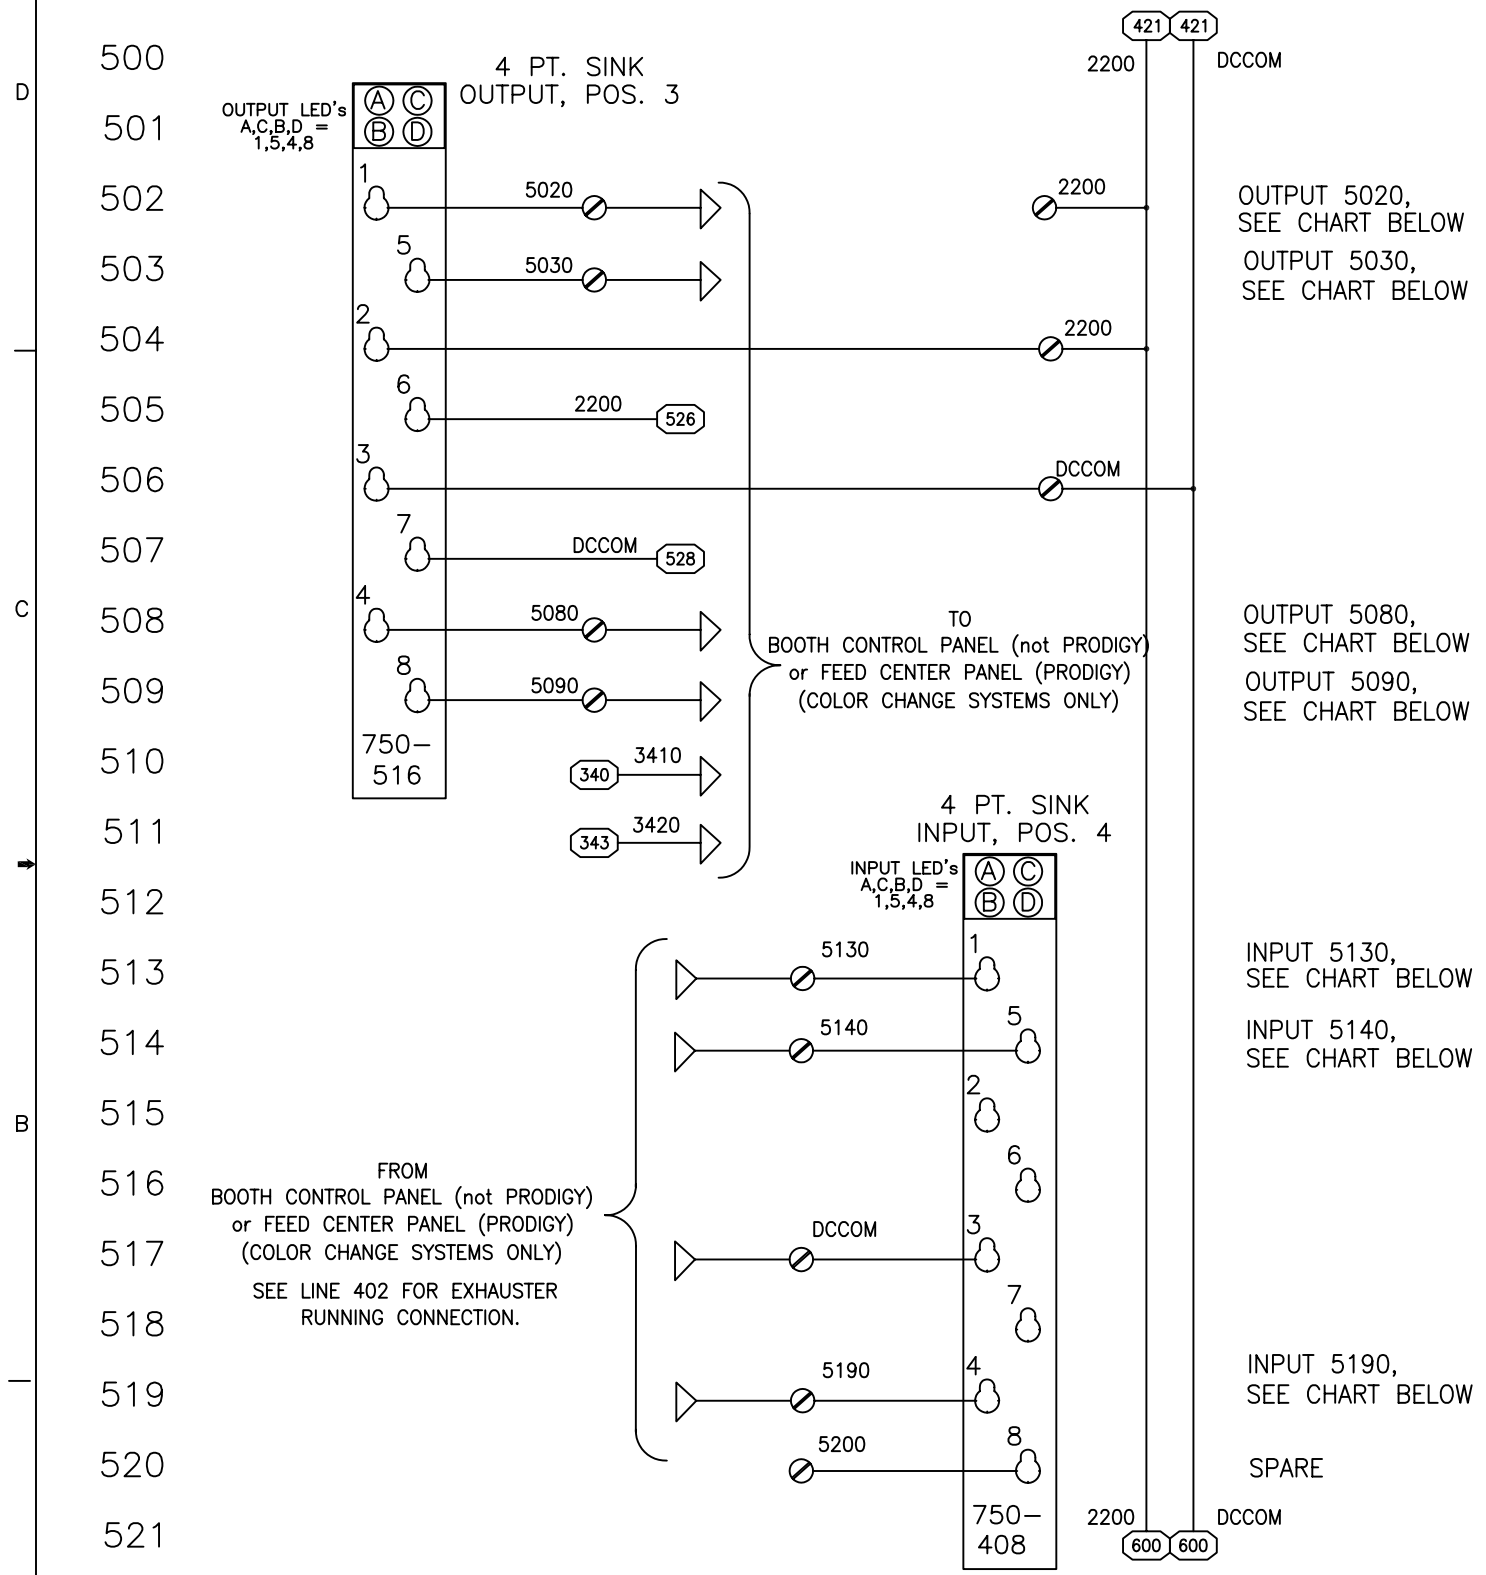 421 421
500
2200
DCCOM
D
4 PT. SINK
OUTPUT, POS. 3
OUTPUT LED's
A,C,B,D =
1,5,4,8
A C
B D
501
502
1
5020
2200
OUTPUT 5020,
SEE CHART BELOW
503
5
5030
OUTPUT 5030,
SEE CHART BELOW
504
2
2200
505
6
2200
526
506
3
DCCOM
507
7
DCCOM
528
C
508
4
5080
OUTPUT 5080,
SEE CHART BELOW
TO
BOOTH CONTROL PANEL (not PRODIGY)
or FEED CENTER PANEL (PRODIGY)
(COLOR CHANGE SYSTEMS ONLY)
509
8
5090
OUTPUT 5090,
SEE CHART BELOW
510
750-
516
340
3410
511
343
3420
4 PT. SINK
INPUT, POS. 4
INPUT LED's
A,C,B,D =
1,5,4,8
A C
B D
512
513
5130
1
INPUT 5130,
SEE CHART BELOW
514
5140
5
INPUT 5140,
SEE CHART BELOW
B
515
2
516
6
FROM
BOOTH CONTROL PANEL (not PRODIGY)
or FEED CENTER PANEL (PRODIGY)
(COLOR CHANGE SYSTEMS ONLY)
SEE LINE 402 FOR EXHAUSTER
RUNNING CONNECTION.
517
DCCOM
3
518
7
519
5190
4
INPUT 5190,
SEE CHART BELOW
520
5200
8
SPARE
521
750-
408
2200
DCCOM
600 600